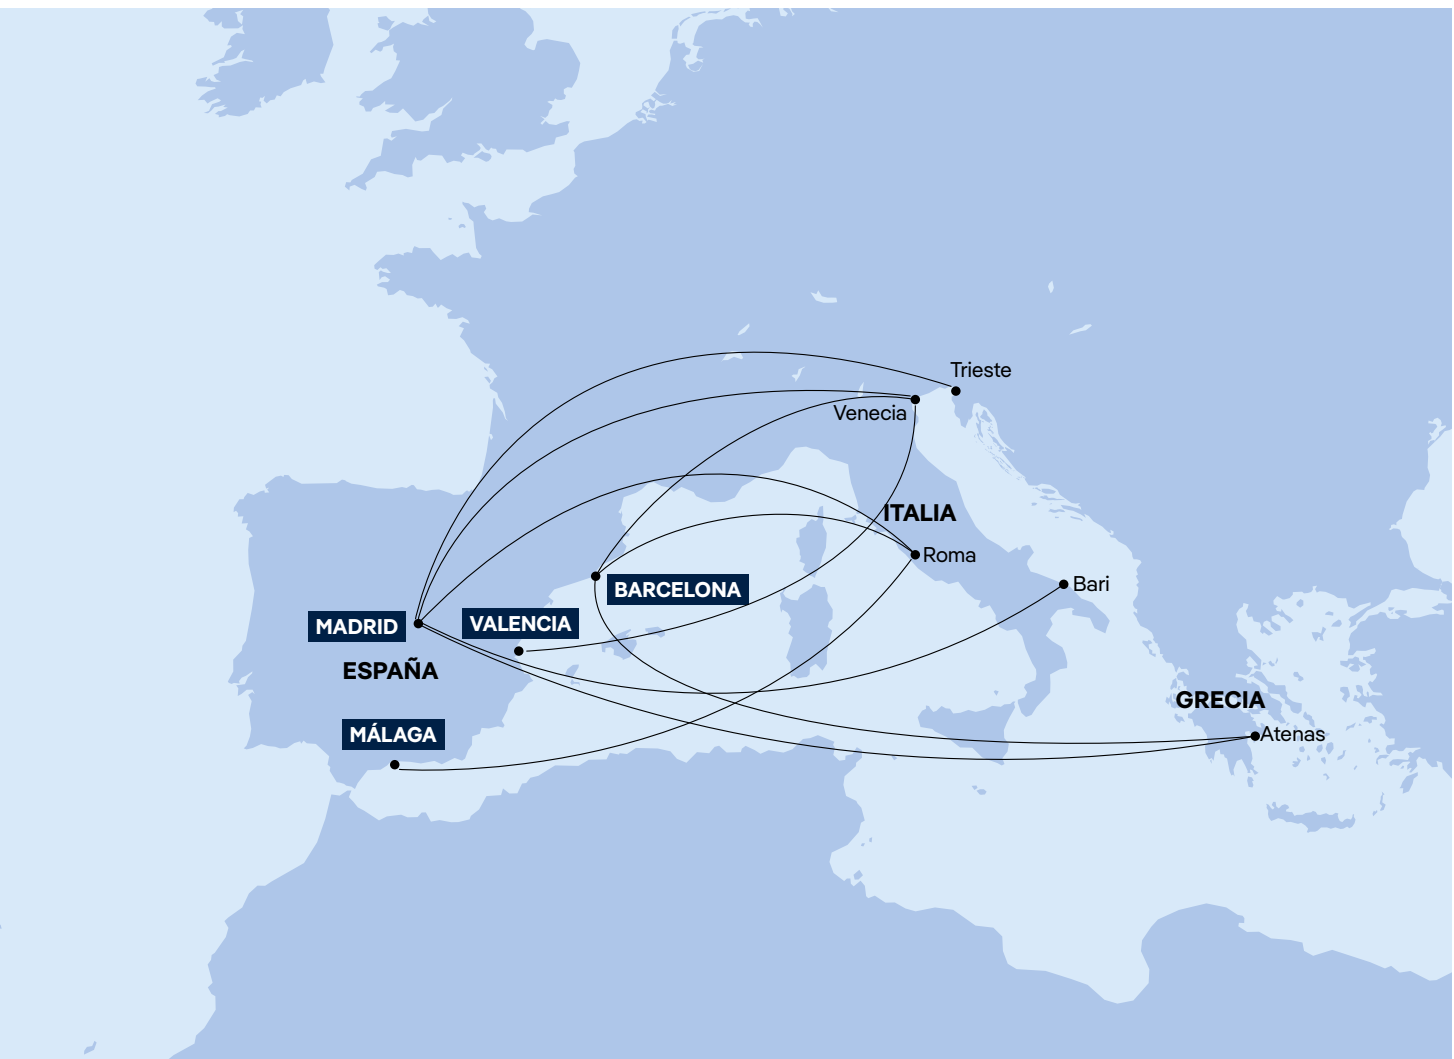 Trieste
Venecia
ITALIA
Roma
BARCELONA
Bari
MADRID
VALENCIA
ESPAÑA
GRECIA
MÁLAGA
Atenas